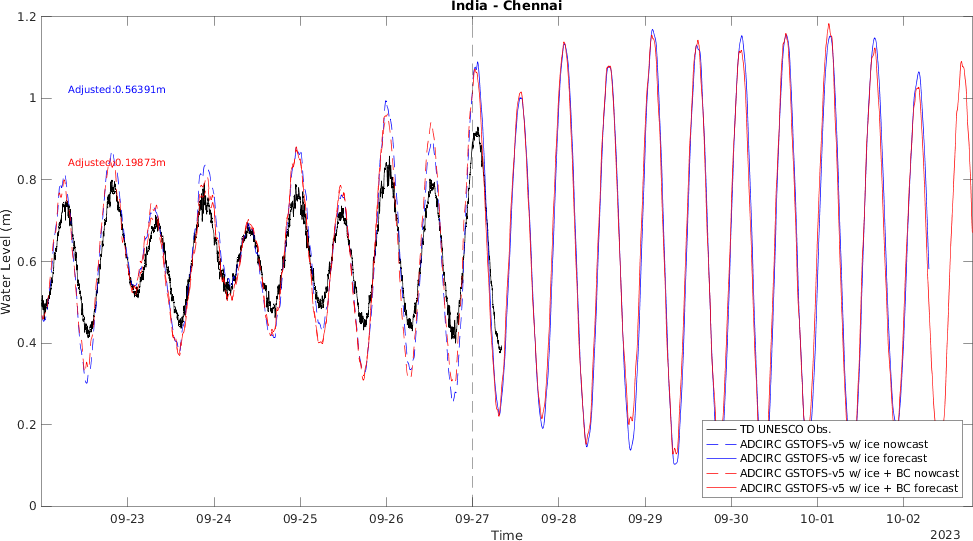 India - Chennai
1.2
1
0.8
0.6
0.4
0.2
0
Water Level (m)
Adjusted:0.56391m
Adjusted:0.19873m
TD UNESCO Obs.
ADCIRC GSTOFS-v5 w/ ice nowcast
ADCIRC GSTOFS-v5 w/ ice forecast
ADCIRC GSTOFS-v5 w/ ice + BC nowcast
ADCIRC GSTOFS-v5 w/ ice + BC forecast
09-23 09-24 09-25 09-26 09-27 09-28 09-29 09-30 10-01 10-02
Time
2023